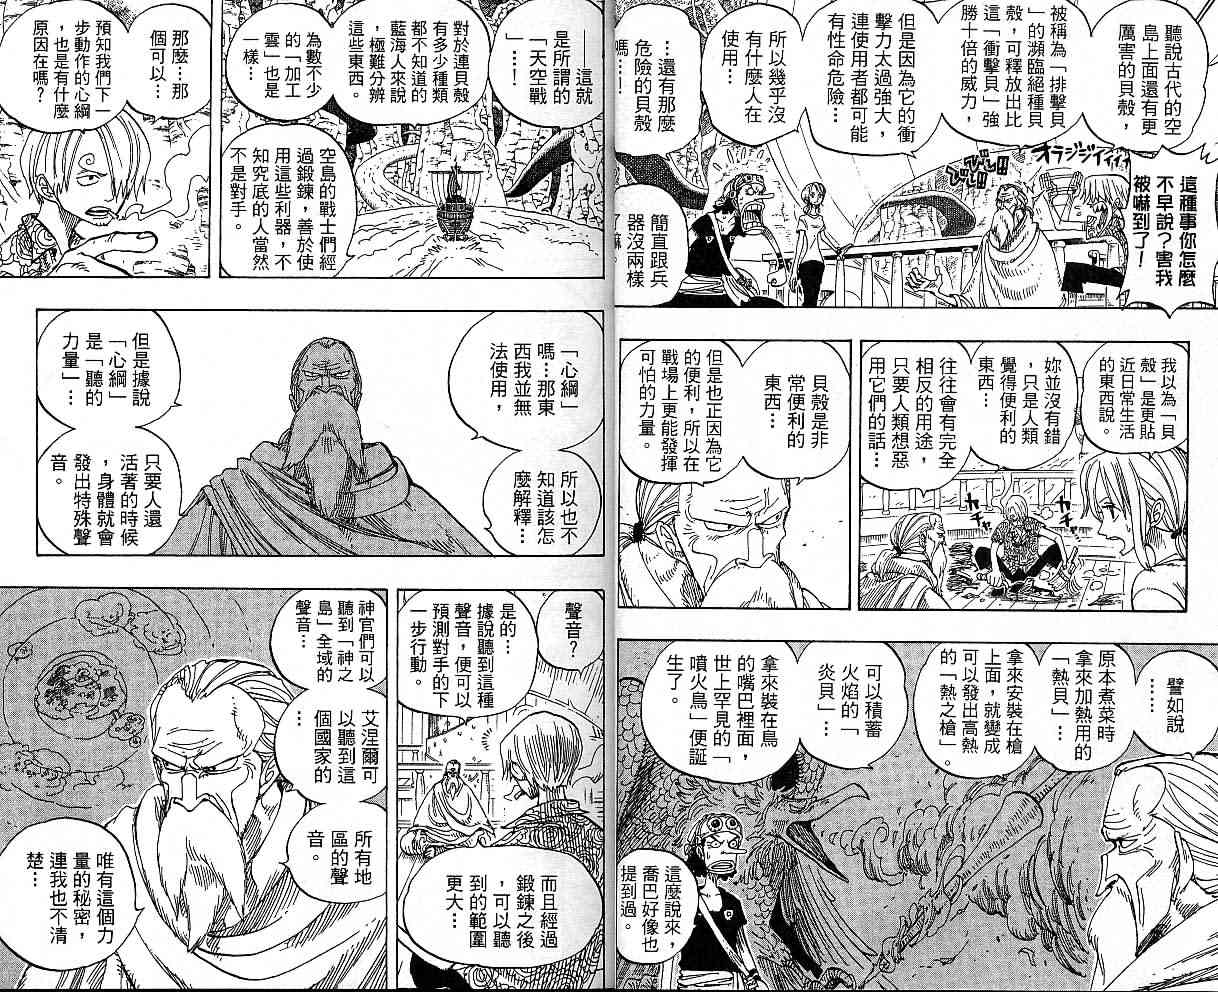 聽說古代的空
島上面還有更
厲害的貝殼，
被稱為「排擊貝
」的瀕臨絕種貝
殼，可釋放出比
這「衝擊貝」強
勝十倍的威力，
但是因為它的衝
擊力太過強大，
連使用者都可能
有性命危險…
所以幾乎沒
有什麼人在
使用…
…還有那麼
危險的貝殼
嗎…！
オラジジイイィィ
這種事你怎麼
不早說？害我
被嚇到了！
簡直跟兵
器沒兩樣
了嘛。
我以為「貝
殼」是更貼
近日常生活
的東西說。
妳並沒有錯
，只是人類
覺得便利的
東西…
往往會有完全
相反的用途，
只要人類想惡
用它們的話…
カチャ
カチャ
貝殼是非
常便利的
東西…
但是也正因為它
的便利，所以在
戰場上更能發揮
可怕的力量。
譬如說
……
原本煮菜時
拿來加熱用的
「熱貝」…
拿來安裝在槍
上面，就變成
可以發出高熱
的「熱之槍」。
可以積蓄
火焰的「
炎貝」…
拿來裝在鳥
的嘴巴裡面，
世上罕見的「
噴火鳥」便誕
生了。
這麼說來，
喬巴好像也
提到過。
——這就
是所謂的
「天空戰
」…！
對於連貝殼
有多少種類
都不知道的
藍海人來說
，極難分辨
這些東西。
為數不少
的「加工
雲」也是
一樣…
空島的戰士們經
過鍛鍊，善於使
用這些利器，不
知究底的人當然
不是對手。
那麼…那
個可以…
預知我們下一
步動作的心綱
，也是有什麼
原因在嗎？
「心綱」
嗎…那東
西我並無
法使用，
所以也不
知道該怎
麼解釋…
但是據說
「心綱」
是「聽的
力量」…
只要人還
活著的時候
，身體就會
發出特殊聲
音。
聲音？
是的…
據說聽到這種
聲音，便可以
預測對手的下
一步行動。
而且經過
鍛鍊之後
，可以聽
到的範圍
更大…
神官們可以
聽到「神之
島」全域的
聲音…
艾涅爾可
以聽到這
個國家的
…
所有地
區的聲
音。
唯有這個力
量的秘密，
連我也不清
楚…